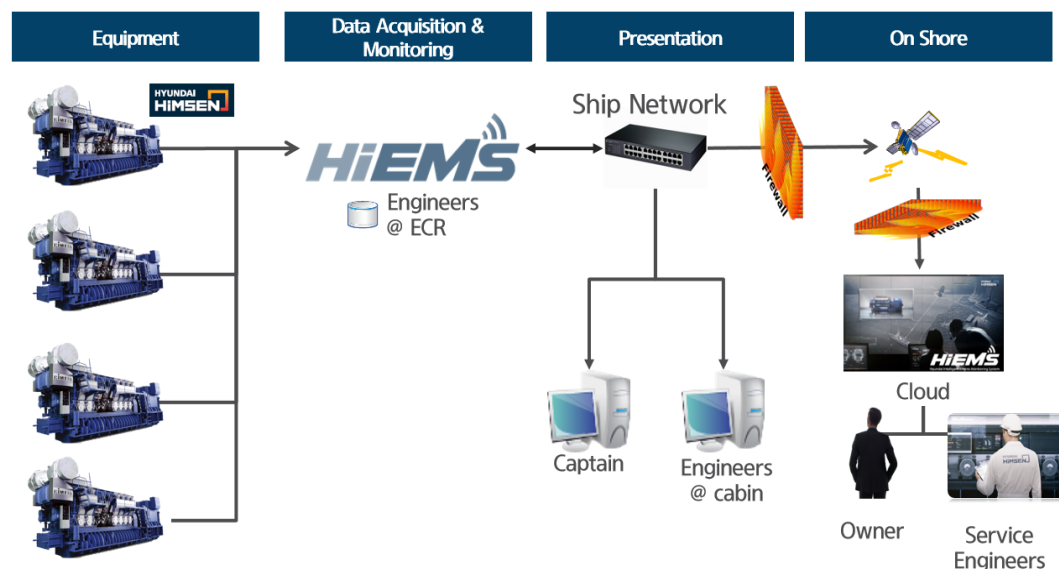 Equipment
Data Acquisition &
Monitoring
Presentation
On Shore
HYUNDAI
HiMSEN
HiEMS
Engineers
@ ECR
Ship Network
Firewall
Firewall
HiEMS
Cloud
Captain
Engineers
@ cabin
HiMSEN
Owner
Service
Engineers